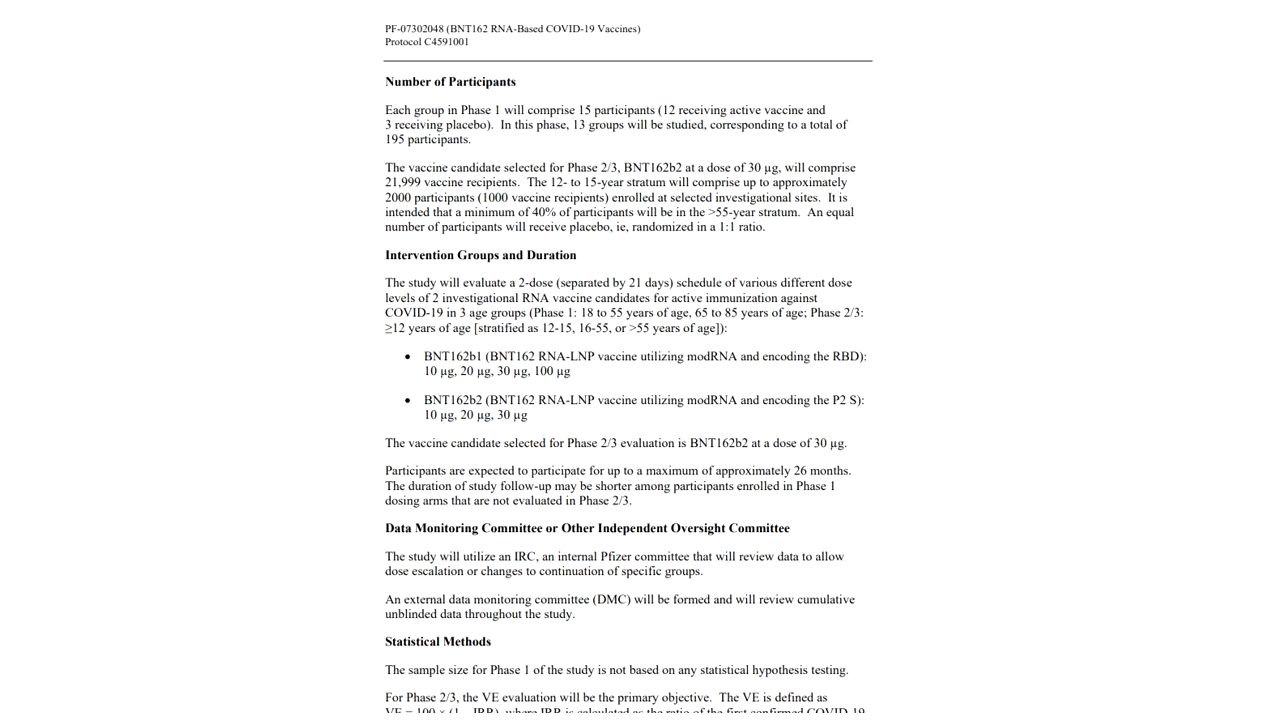 PF-07302048 (BNT162 RNA-Based COVID-19 Vaccines)
Protocol C4591001
Number of Participants
Each group in Phase 1 will comprise 15 participants (12 receiving active vaccine and
3 receiving placebo).  In this phase, 13 groups will be studied, corresponding to a total of
195 participants.
The vaccine candidate selected for Phase 2/3, BNT162b2 at a dose of 30 µg, will comprise
21,999 vaccine recipients.  The 12- to 15-year stratum will comprise up to approximately
2000 participants (1000 vaccine recipients) enrolled at selected investigational sites.  It is
intended that a minimum of 40% of participants will be in the >55-year stratum.  An equal
number of participants will receive placebo, ie, randomized in a 1:1 ratio.
Intervention Groups and Duration
The study will evaluate a 2-dose (separated by 21 days) schedule of various different dose
levels of 2 investigational RNA vaccine candidates for active immunization against
COVID-19 in 3 age groups (Phase 1: 18 to 55 years of age, 65 to 85 years of age; Phase 2/3:
≥12 years of age [stratified as 12-15, 16-55, or >55 years of age]):
• BNT162b1 (BNT162 RNA-LNP vaccine utilizing modRNA and encoding the RBD):
10 µg, 20 µg, 30 µg, 100 µg
• BNT162b2 (BNT162 RNA-LNP vaccine utilizing modRNA and encoding the P2 S):
10 µg, 20 µg, 30 µg
The vaccine candidate selected for Phase 2/3 evaluation is BNT162b2 at a dose of 30 µg.
Participants are expected to participate for up to a maximum of approximately 26 months.
The duration of study follow-up may be shorter among participants enrolled in Phase 1
dosing arms that are not evaluated in Phase 2/3.
Data Monitoring Committee or Other Independent Oversight Committee
The study will utilize an IRC, an internal Pfizer committee that will review data to allow
dose escalation or changes to continuation of specific groups.
An external data monitoring committee (DMC) will be formed and will review cumulative
unblinded data throughout the study.
Statistical Methods
The sample size for Phase 1 of the study is not based on any statistical hypothesis testing.
For Phase 2/3, the VE evaluation will be the primary objective.  The VE is defined as
VE = 100 × (1 – IRR), where IRR is calculated as the ratio of the first confirmed COVID-19